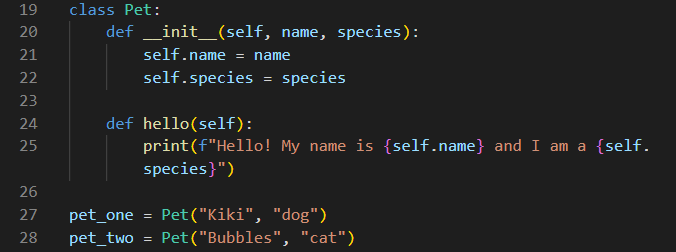 19 class Pet:
20     def __init__(self, name, species):
21         self.name = name
22         self.species = species
23
24     def hello(self):
25         print(f"Hello! My name is {self.name} and I am a {self.
           species}")
26
27 pet_one = Pet("Kiki", "dog")
28 pet_two = Pet("Bubbles", "cat")